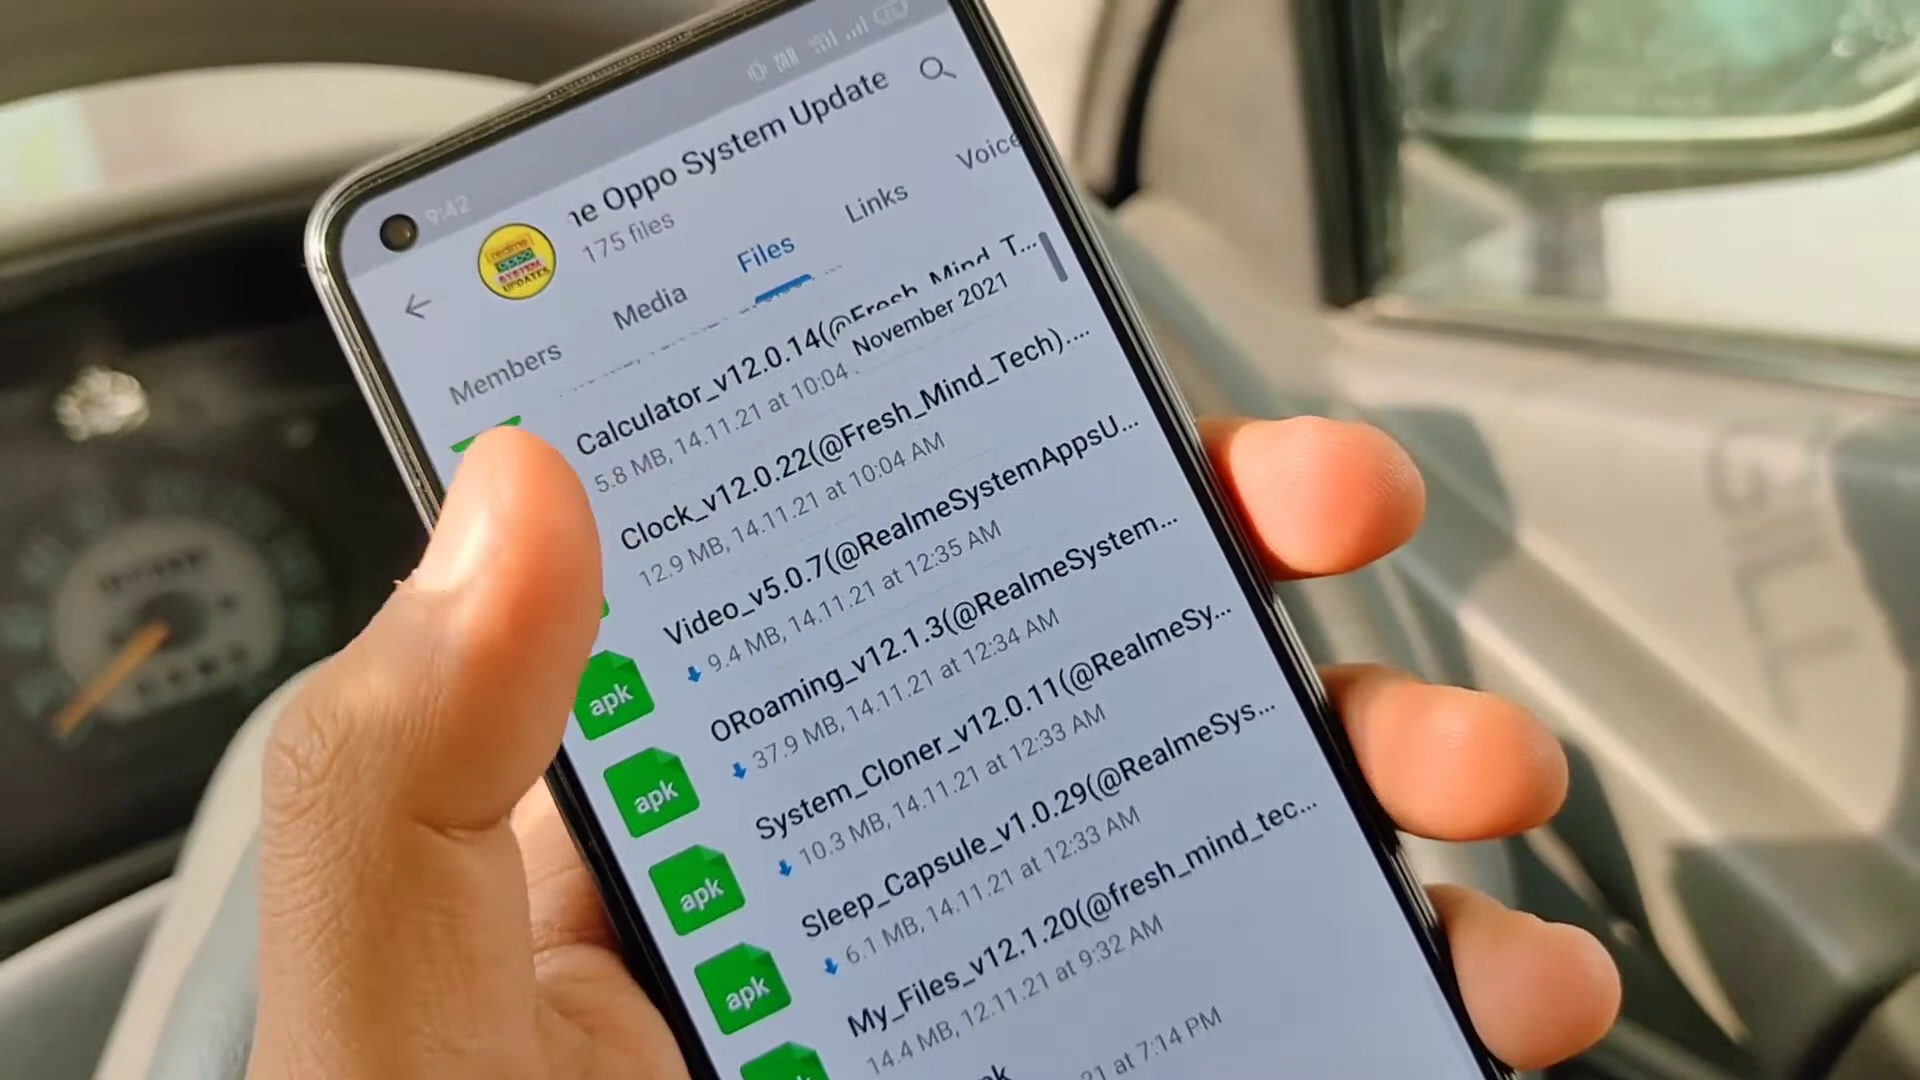 9:42
ne Oppo System Update
175 files
realme
oppo
SYSTEM
UPDATES
Members
Media
Files
Links
Voice
November 2021
Calculator_v12.0.14(@Fresh_Mind_T...
5.8 MB, 14.11.21 at 10:04
Clock_v12.0.22(@Fresh_Mind_Tech)....
12.9 MB, 14.11.21 at 10:04 AM
Video_v5.0.7(@RealmeSystemAppsU...
9.4 MB, 14.11.21 at 12:35 AM
apk
ORoaming_v12.1.3(@RealmeSystem...
37.9 MB, 14.11.21 at 12:34 AM
apk
System_Cloner_v12.0.11(@RealmeSy...
10.3 MB, 14.11.21 at 12:33 AM
apk
Sleep_Capsule_v1.0.29(@RealmeSys...
6.1 MB, 14.11.21 at 12:33 AM
apk
My_Files_v12.1.20(@fresh_mind_tec...
14.4 MB, 12.11.21 at 9:32 AM
21 at 7:14 PM